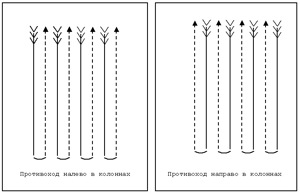 Противоход налево в колоннах
Противоход направо в колоннах